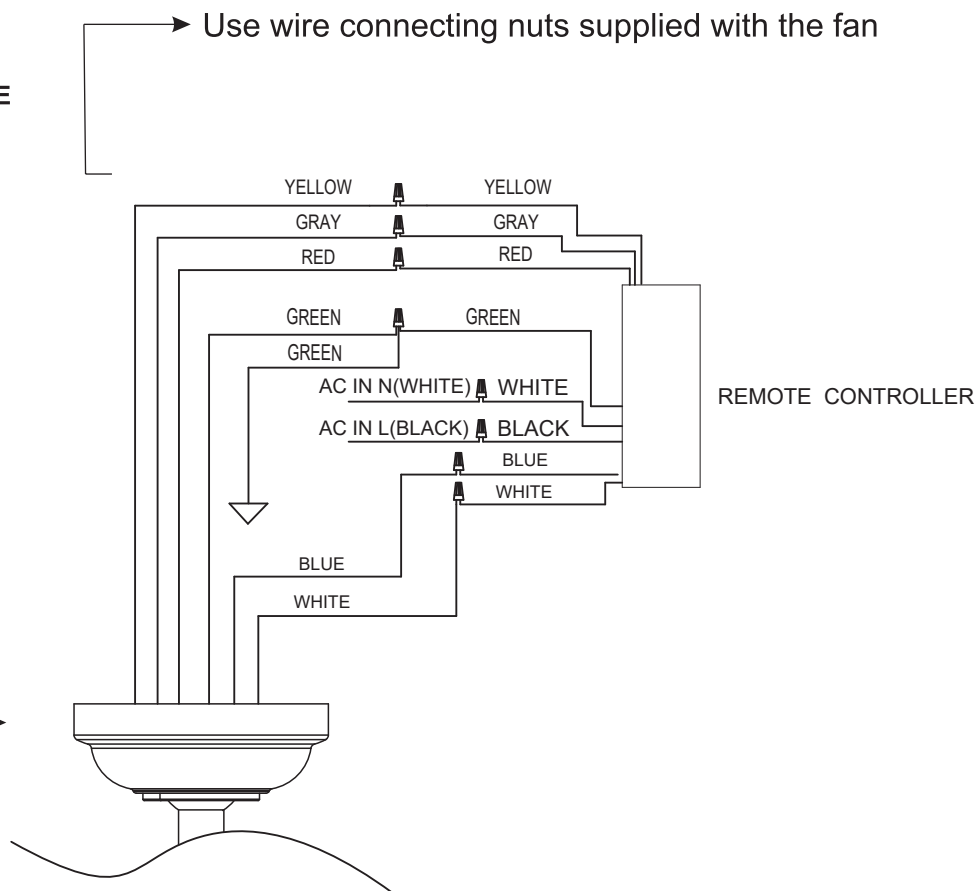 Use wire connecting nuts supplied with the fan
E
YELLOW YELLOW
GRAY GRAY
RED RED
GREEN GREEN
GREEN
AC IN N(WHITE) WHITE
AC IN L(BLACK) BLACK
REMOTE CONTROLLER
BLUE
WHITE
BLUE
WHITE